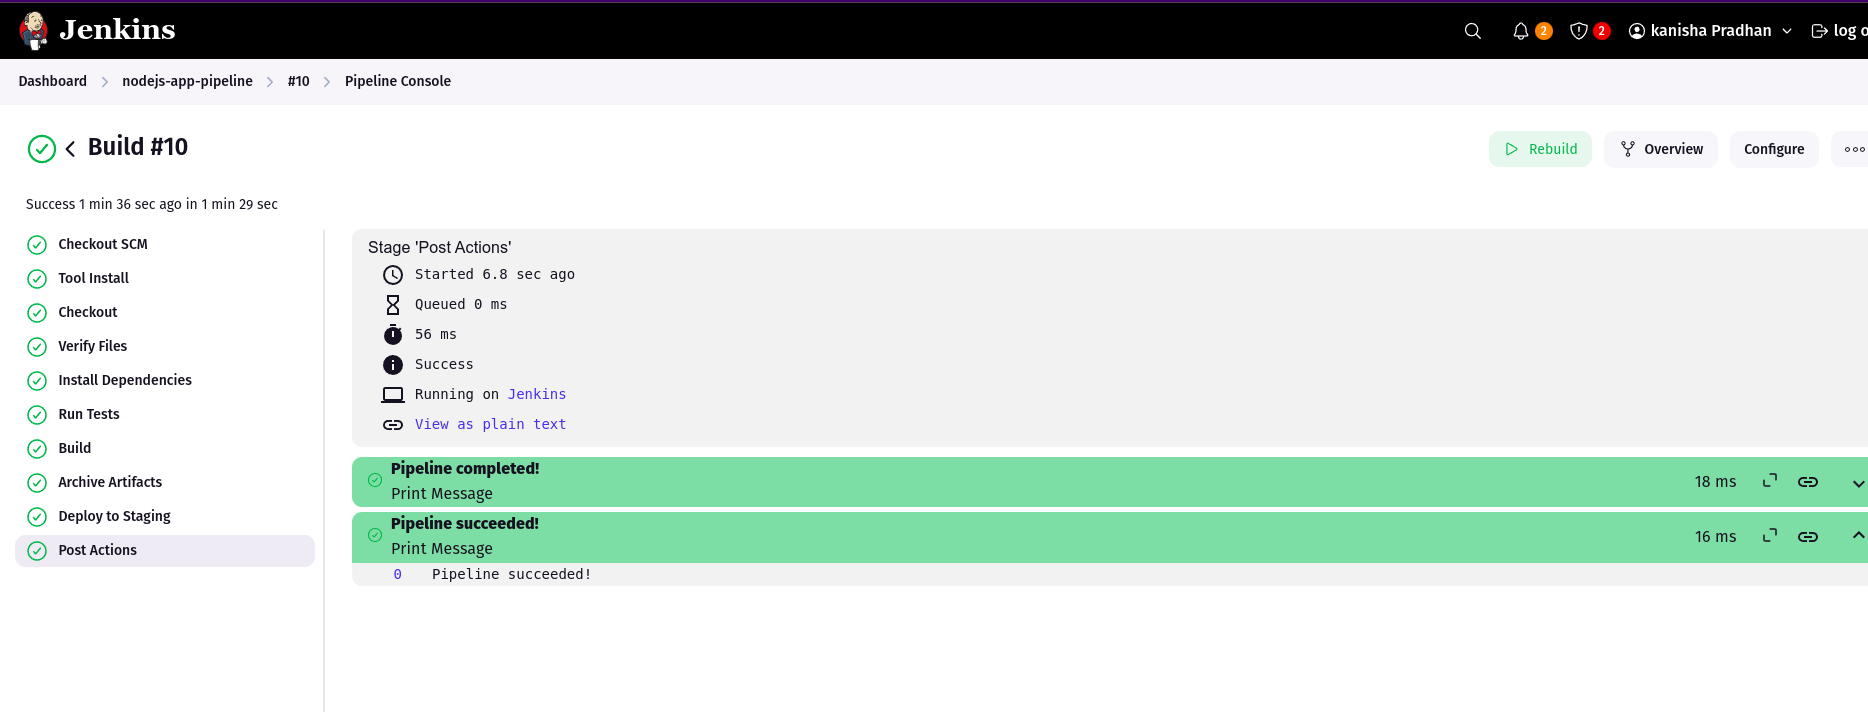 Jenkins
2
2
kanisha Pradhan
log o
Dashboard
nodejs-app-pipeline
#10
Pipeline Console
Build #10
Rebuild
Overview
Configure
Success 1 min 36 sec ago in 1 min 29 sec
Checkout SCM
Tool Install
Checkout
Verify Files
Install Dependencies
Run Tests
Build
Archive Artifacts
Deploy to Staging
Post Actions
Stage 'Post Actions'
Started 6.8 sec ago
Queued 0 ms
56 ms
Success
Running on Jenkins
View as plain text
Pipeline completed!
Print Message
18 ms
Pipeline succeeded!
Print Message
16 ms
0 Pipeline succeeded!